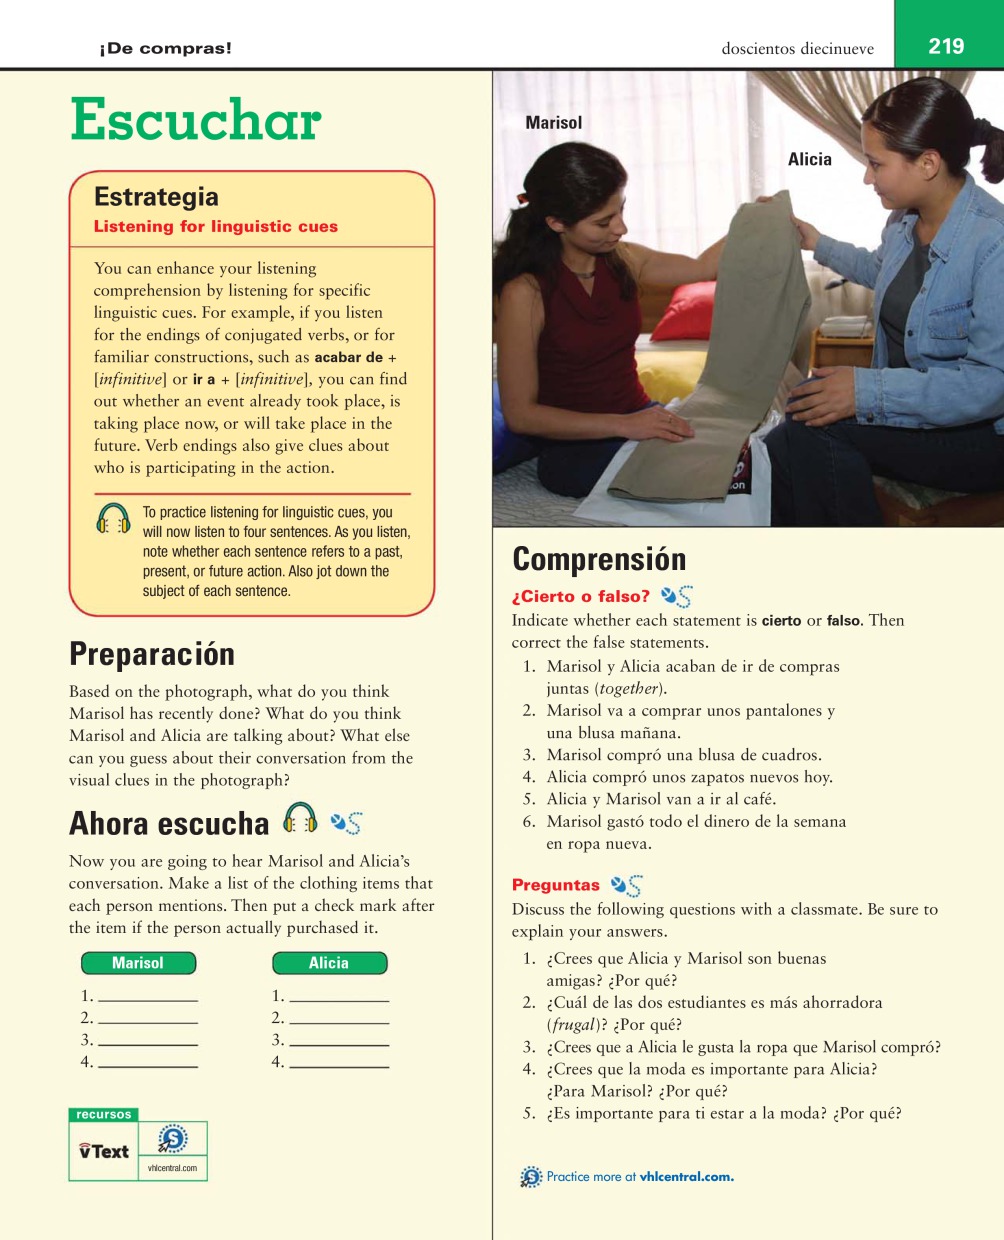 ¡De compras!
doscientos diecinueve
219
Escuchar
Estrategia
Listening for linguistic cues
You can enhance your listening
comprehension by listening for specific
linguistic cues. For example, if you listen
for the endings of conjugated verbs, or for
familiar constructions, such as acabar de +
[infinitive] or ir a + [infinitive], you can find
out whether an event already took place, is
taking place now, or will take place in the
future. Verb endings also give clues about
who is participating in the action.
To practice listening for linguistic cues, you
will now listen to four sentences. As you listen,
note whether each sentence refers to a past,
present, or future action. Also jot down the
subject of each sentence.
Preparación
Based on the photograph, what do you think
Marisol has recently done? What do you think
Marisol and Alicia are talking about? What else
can you guess about their conversation from the
visual clues in the photograph?
Ahora escucha
Now you are going to hear Marisol and Alicia's
conversation. Make a list of the clothing items that
each person mentions. Then put a check mark after
the item if the person actually purchased it.
Marisol
1.
2.
3.
4.
Alicia
1.
2.
3.
4.
recursos
vText
S
vhlcentral.com
Marisol
Alicia
on
Comprensión
¿Cierto o falso?
Indicate whether each statement is cierto or falso. Then
correct the false statements.
1. Marisol y Alicia acaban de ir de compras
juntas (together).
2. Marisol va a comprar unos pantalones y
una blusa mañana.
3. Marisol compró una blusa de cuadros.
4. Alicia compró unos zapatos nuevos hoy.
5. Alicia y Marisol van a ir al café.
6. Marisol gastó todo el dinero de la semana
en ropa nueva.
Preguntas
Discuss the following questions with a classmate. Be sure to
explain your answers.
1. ¿Crees que Alicia y Marisol son buenas
amigas? ¿Por qué?
2. ¿Cuál de las dos estudiantes es más ahorradora
(frugal)? ¿Por qué?
3. ¿Crees que a Alicia le gusta la ropa que Marisol compró?
4. ¿Crees que la moda es importante para Alicia?
¿Para Marisol? ¿Por qué?
5. ¿Es importante para ti estar a la moda? ¿Por qué?
S Practice more at vhlcentral.com.